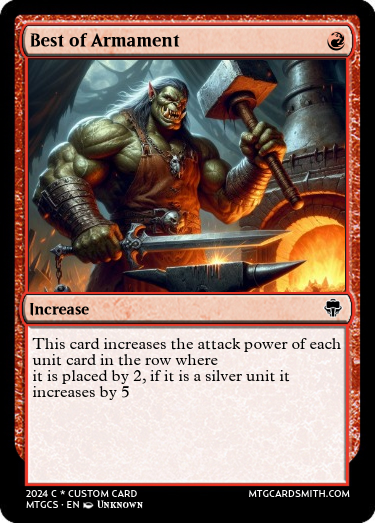 Best of Armament
Increase
This card increases the attack power of each
unit card in the row where
it is placed by 2, if it is a silver unit it
increases by 5
2024 C * CUSTOM CARD
MTGCS · EN Unknown
MTGCARDSMITH.COM